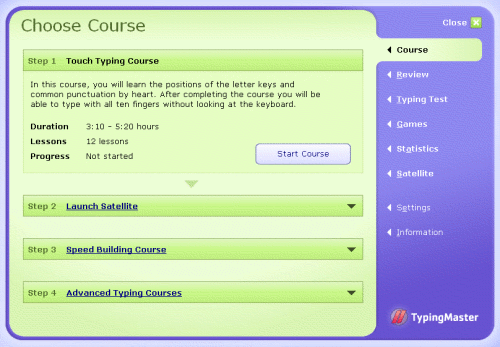 Choose Course
Close
Step 1 Touch Typing Course
In this course, you will learn the positions of the letter keys and
common punctuation by heart. After completing the course you will be
able to type with all ten fingers without looking at the keyboard.
Duration 3:10 - 5:20 hours
Lessons 12 lessons
Progress Not started
Start Course
Step 2 Launch Satellite
Step 3 Speed Building Course
Step 4 Advanced Typing Courses
Course
Review
Typing Test
Games
Statistics
Satellite
Settings
Information
TypingMaster